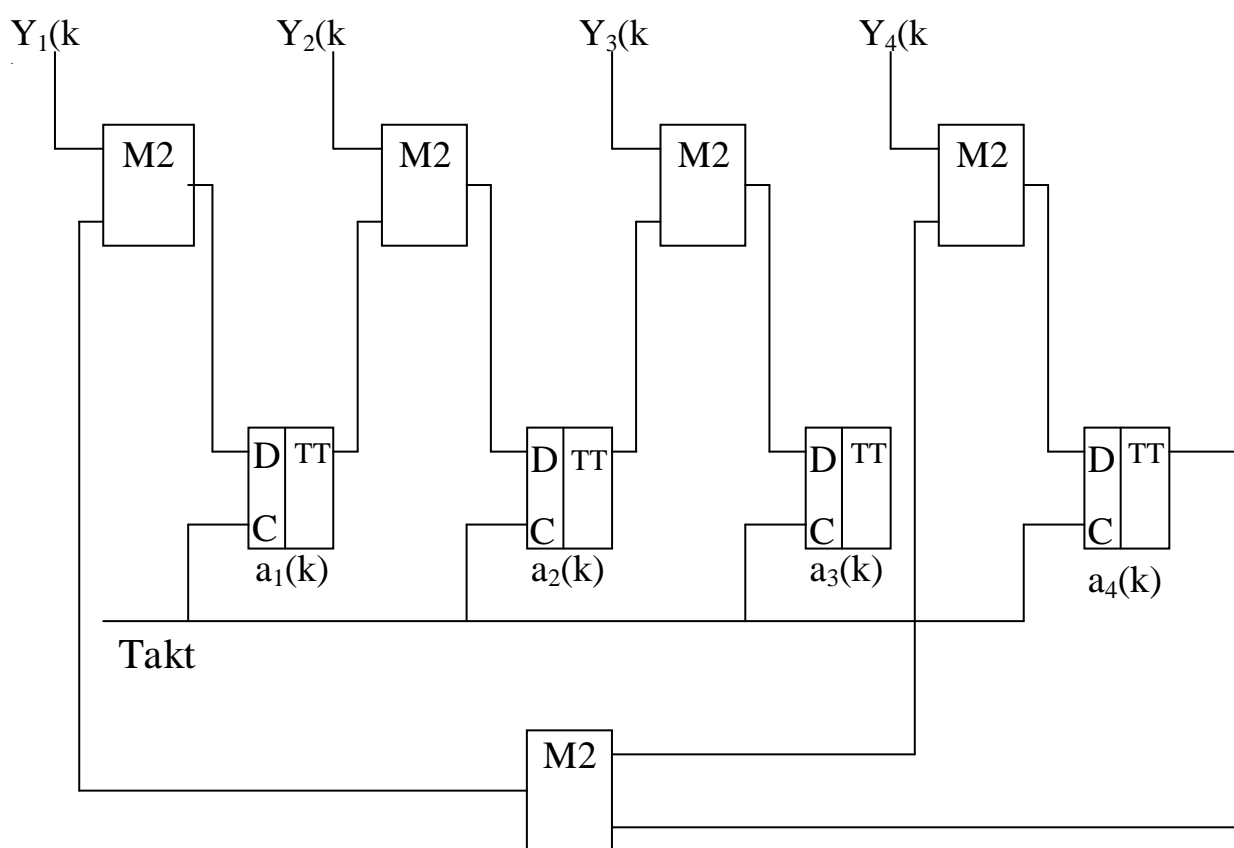 Y₁(k Y₂(k Y₃(k Y₄(k
M2 M2 M2 M2
D TT D TT D TT D TT
C C C C
a₁(k) a₂(k) a₃(k) a₄(k)
Takt
M2